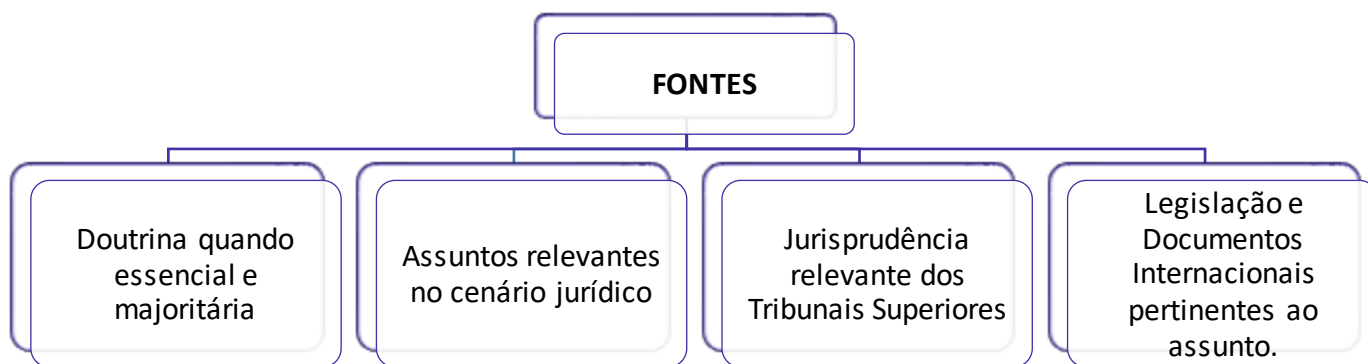 FONTES
Doutrina quando
essencial e
majoritária
Assuntos relevantes
no cenário jurídico
Jurisprudência
relevante dos
Tribunais Superiores
Legislação e
Documentos
Internacionais
pertinentes ao
assunto.